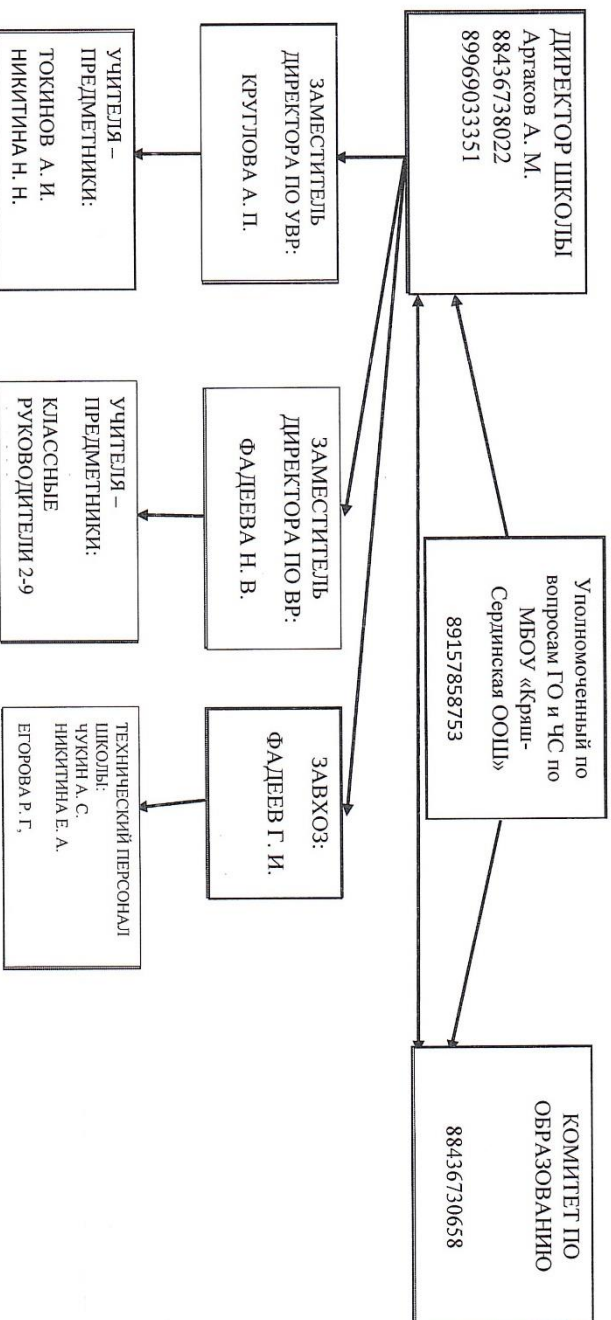 ДИРЕКТОР ШКОЛЫ
Аргаков А. М.
88436738022
89969033351
Уполномоченный по
вопросам ГО и ЧС по
МБОУ «Кряш-
Сердинская ООШ»
89157858753
КОМИТЕТ ПО
ОБРАЗОВАНИЮ
88436730658
ЗАМЕСТИТЕЛЬ
ДИРЕКТОРА ПО УВР:
КРУГЛОВА А. П.
ЗАМЕСТИТЕЛЬ
ДИРЕКТОРА ПО ВР:
ФАДЕЕВА Н. В.
ЗАВХОЗ:
ФАДЕЕВ Г. И.
УЧИТЕЛЯ –
ПРЕДМЕТНИКИ:
ТОКИНОВ А. И.
НИКИТИНА Н. Н.
УЧИТЕЛЯ –
ПРЕДМЕТНИКИ:
КЛАССНЫЕ
РУКОВОДИТЕЛИ 2-9
ТЕХНИЧЕСКИЙ ПЕРСОНАЛ
ШКОЛЫ:
ЧУКИН А. С.
НИКИТИНА Е. А.
ЕГОРОВА Р. Г,